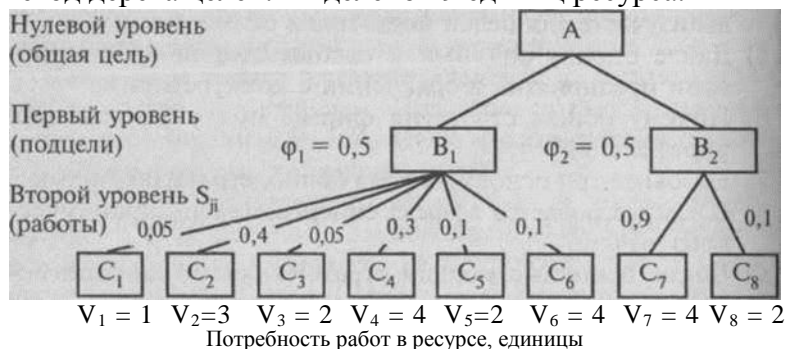 Нулевой уровень
(общая цель)
A
Первый уровень
(подцели)
φ₁ = 0,5
B₁
φ₂ = 0,5
B₂
Второй уровень Sⱼᵢ
(работы)
0,05
0,4
0,05
0,3
0,1
0,1
0,9
0,1
C₁
C₂
C₃
C₄
C₅
C₆
C₇
C₈
V₁ = 1 V₂=3 V₃ = 2 V₄ = 4 V₅=2 V₆ = 4 V₇ = 4 V₈ = 2
Потребность работ в ресурсе, единицы